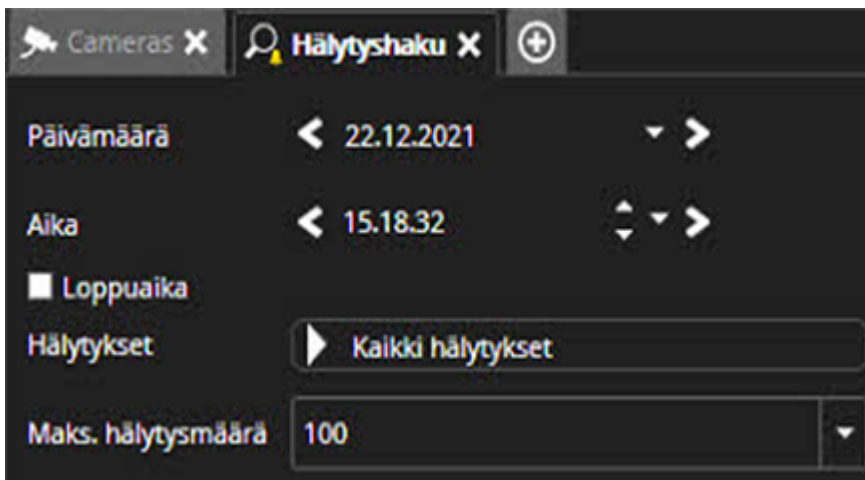 Cameras Hälytyshaku
Päivämäärä 22.12.2021
Aika 15.18.32
Loppuaika
Hälytykset Kaikki hälytykset
Maks. hälytysmäärä 100